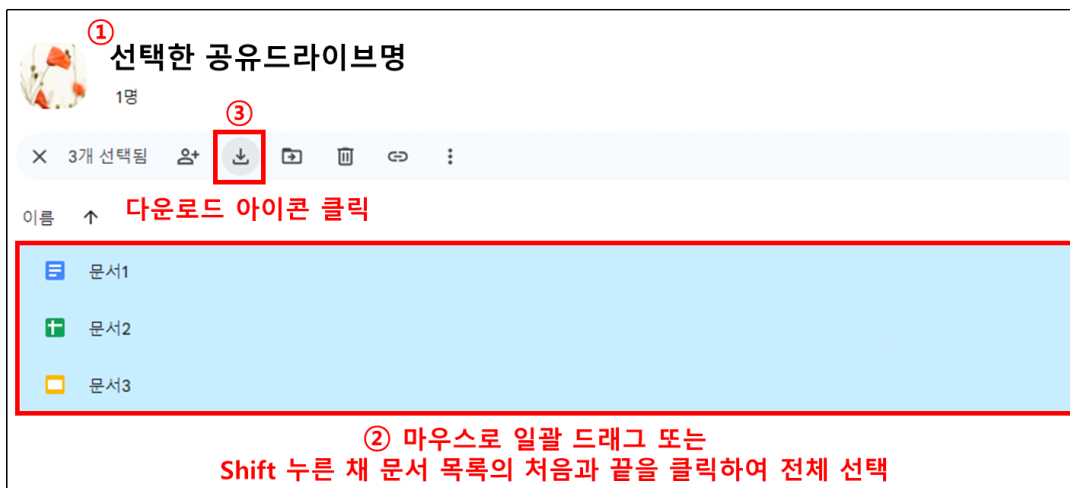 ①
선택한 공유드라이브명
1명
③
3개 선택됨
다운로드 아이콘 클릭
이름
문서1
문서2
문서3
② 마우스로 일괄 드래그 또는
Shift 누른 채 문서 목록의 처음과 끝을 클릭하여 전체 선택